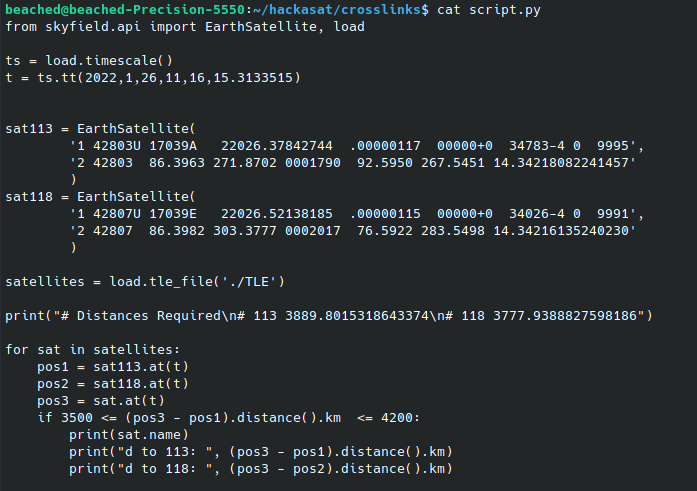 beached@beached-Precision-5550:~/hackasat/crosslinks$ cat script.py
from skyfield.api import EarthSatellite, load

ts = load.timescale()
t = ts.tt(2022,1,26,11,16,15.3133515)


sat113 = EarthSatellite(
        '1 42803U 17039A   22026.37842744  .00000117  00000+0  34783-4 0  9995',
        '2 42803  86.3963 271.8702 0001790  92.5950 267.5451 14.34218082241457'
        )
sat118 = EarthSatellite(
        '1 42807U 17039E   22026.52138185  .00000115  00000+0  34026-4 0  9991',
        '2 42807  86.3982 303.3777 0002017  76.5922 283.5498 14.34216135240230'
        )

satellites = load.tle_file('./TLE')

print("# Distances Required\n# 113 3889.8015318643374\n# 118 3777.9388827598186")

for sat in satellites:
    pos1 = sat113.at(t)
    pos2 = sat118.at(t)
    pos3 = sat.at(t)
    if 3500 <= (pos3 - pos1).distance().km  <= 4200:
        print(sat.name)
        print("d to 113: ", (pos3 - pos1).distance().km)
        print("d to 118: ", (pos3 - pos2).distance().km)